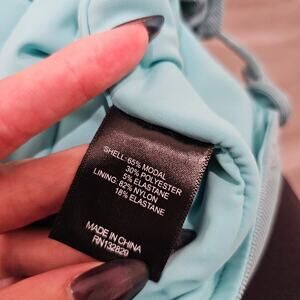 SHELL: 65% MODAL
30% POLYESTER
5% ELASTANE
LINING: 82% NYLON
18% ELASTANE
MADE IN CHINA
RN132829